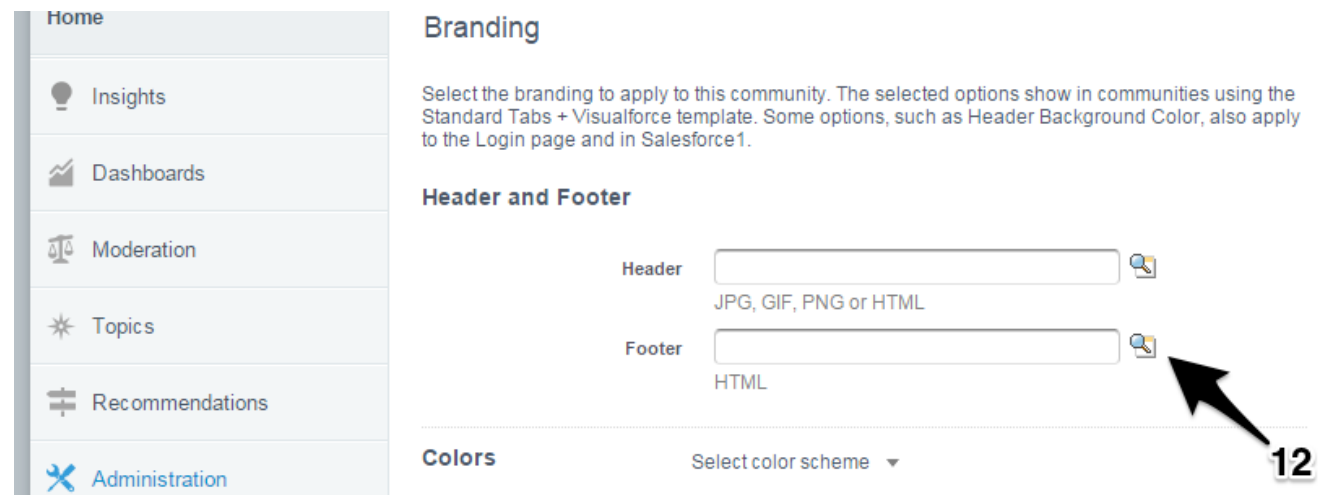 Home
Insights
Dashboards
Moderation
Topics
Recommendations
Administration
Branding
Select the branding to apply to this community. The selected options show in communities using the
Standard Tabs + Visualforce template. Some options, such as Header Background Color, also apply
to the Login page and in Salesforce1.
Header and Footer
Header
JPG, GIF, PNG or HTML
Footer
HTML
Colors
Select color scheme
12